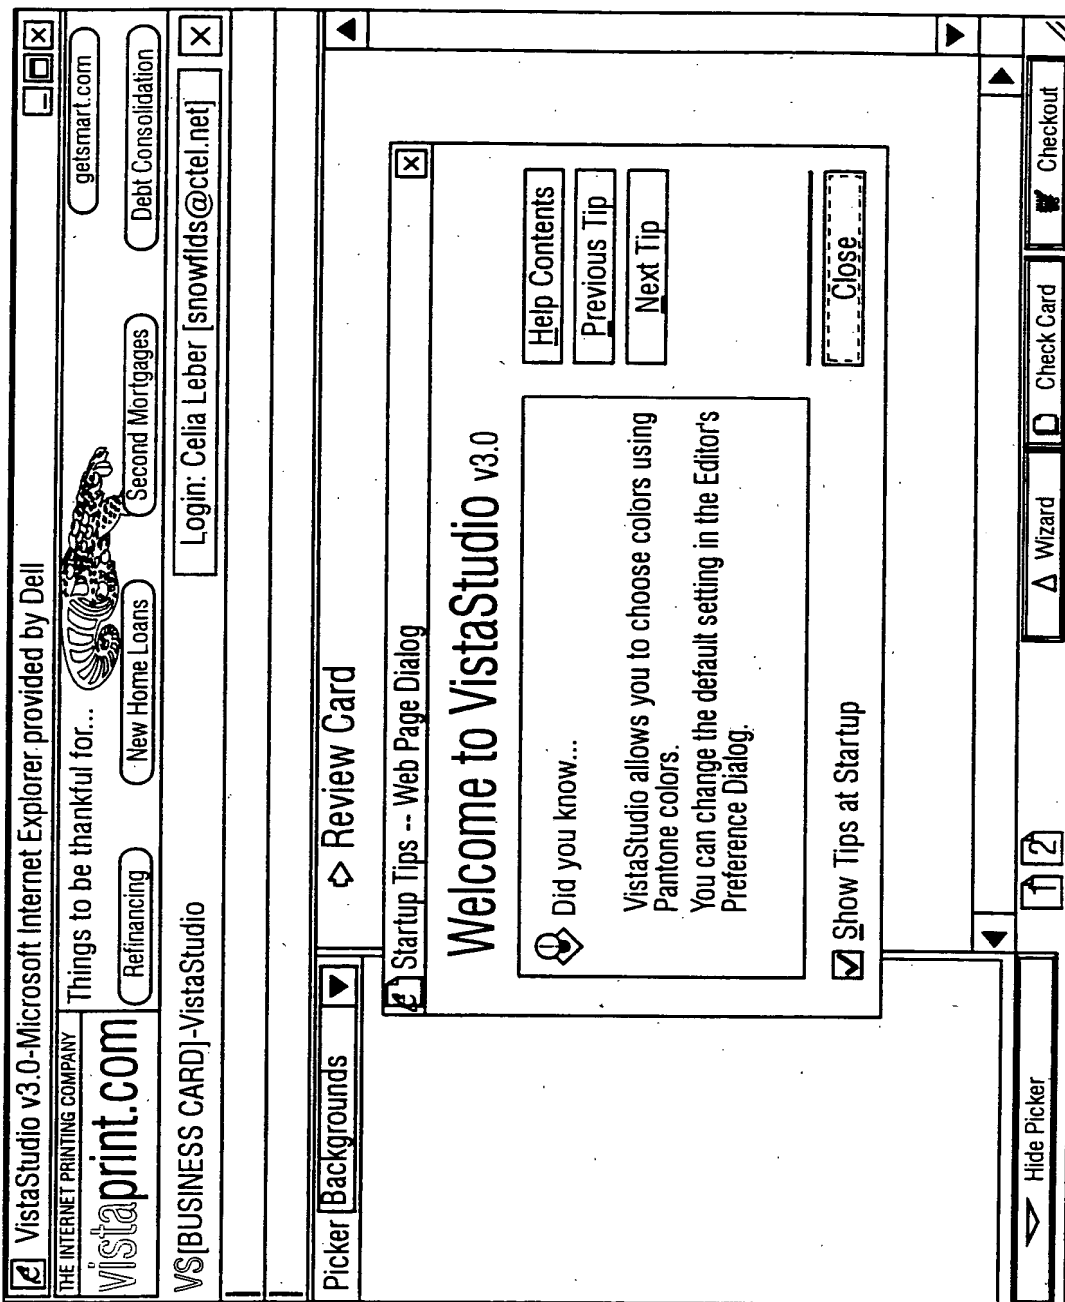 VistaStudio v3.0-Microsoft Internet Explorer provided by Dell
THE INTERNET PRINTING COMPANY
vistaprint.com
Things to be thankful for...
getsmart.com
Refinancing
New Home Loans
Second Mortgages
Debt Consolidation
VS[BUSINESS CARD]-VistaStudio
Login: Celia Leber [snowflds@ctel.net]
Picker Backgrounds
Review Card
Startup Tips -- Web Page Dialog
Welcome to VistaStudio v3.0
Did you know...
VistaStudio allows you to choose colors using
Pantone colors.
You can change the default setting in the Editor's
Preference Dialog.
Help Contents
Previous Tip
Next Tip
Show Tips at Startup
Close
Hide Picker
1 2
Wizard
Check Card
Checkout